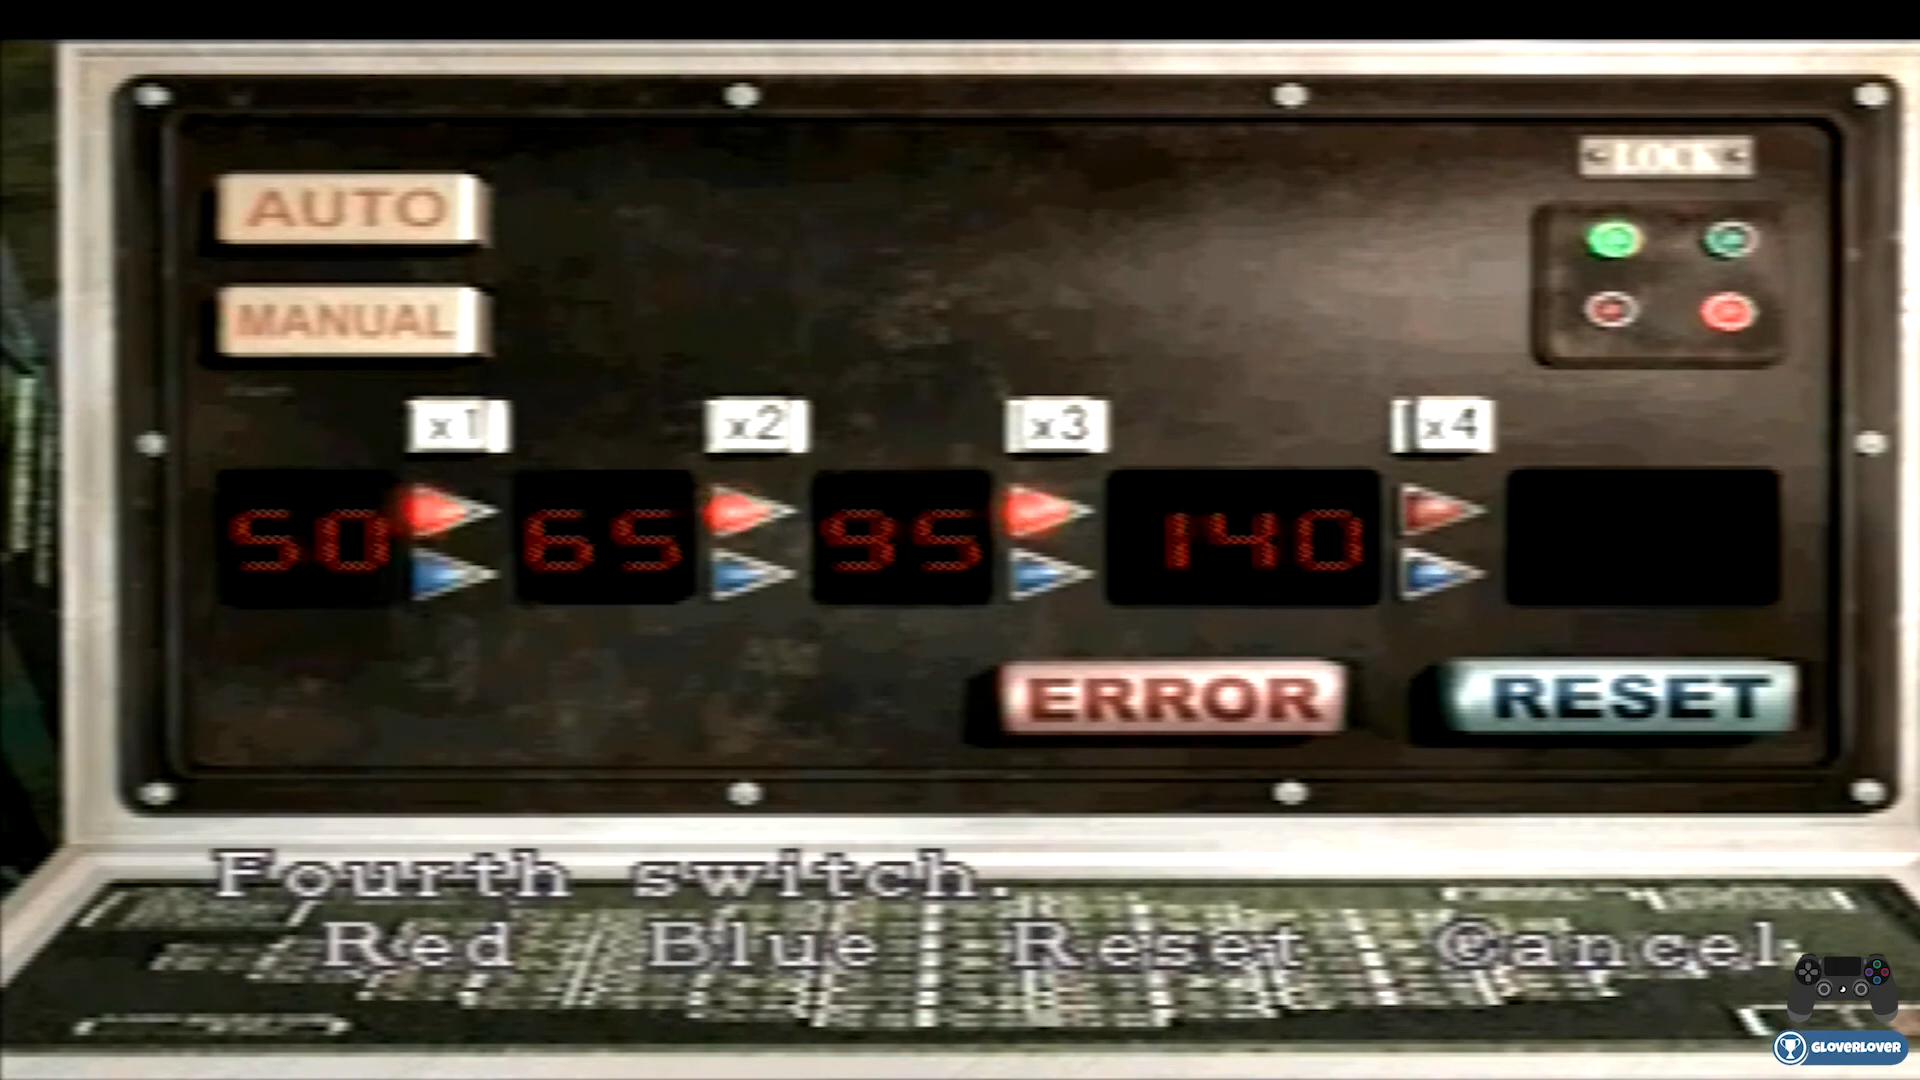 LOCK
AUTO
MANUAL
x1 x2 x3 x4
50 65 95 140
ERROR RESET
Fourth switch.
Red Blue Reset Cancel
GLOVERLOVER